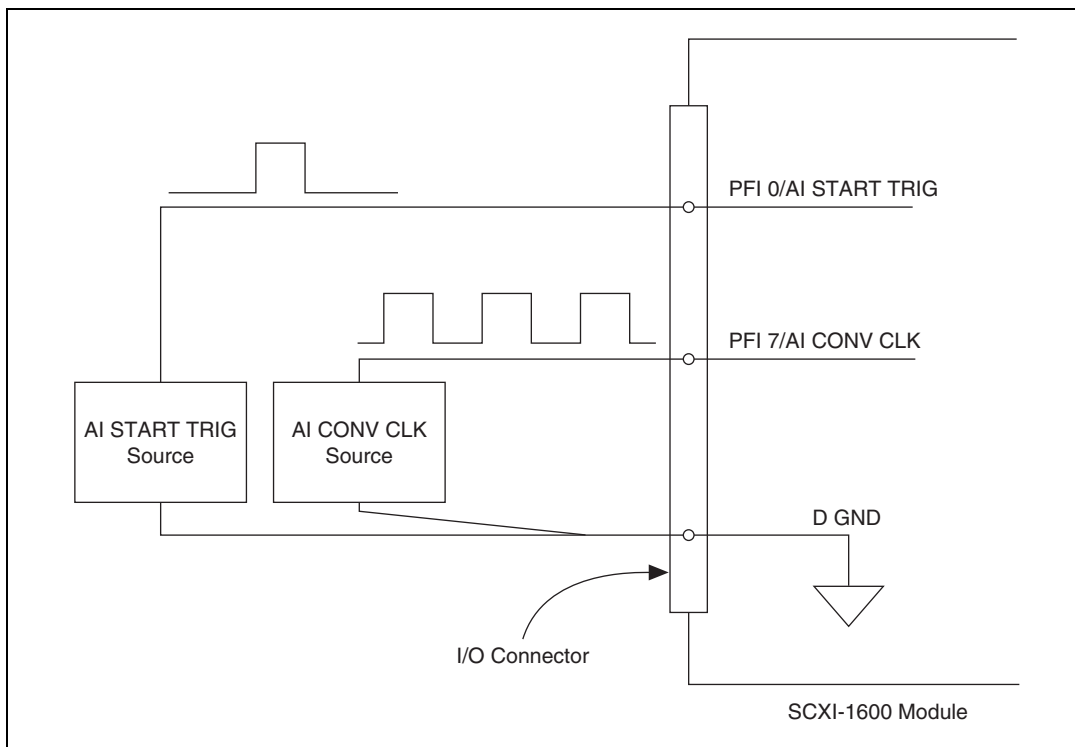 PFI 0/AI START TRIG
PFI 7/AI CONV CLK
AI START TRIG
Source
AI CONV CLK
Source
D GND
I/O Connector
SCXI-1600 Module